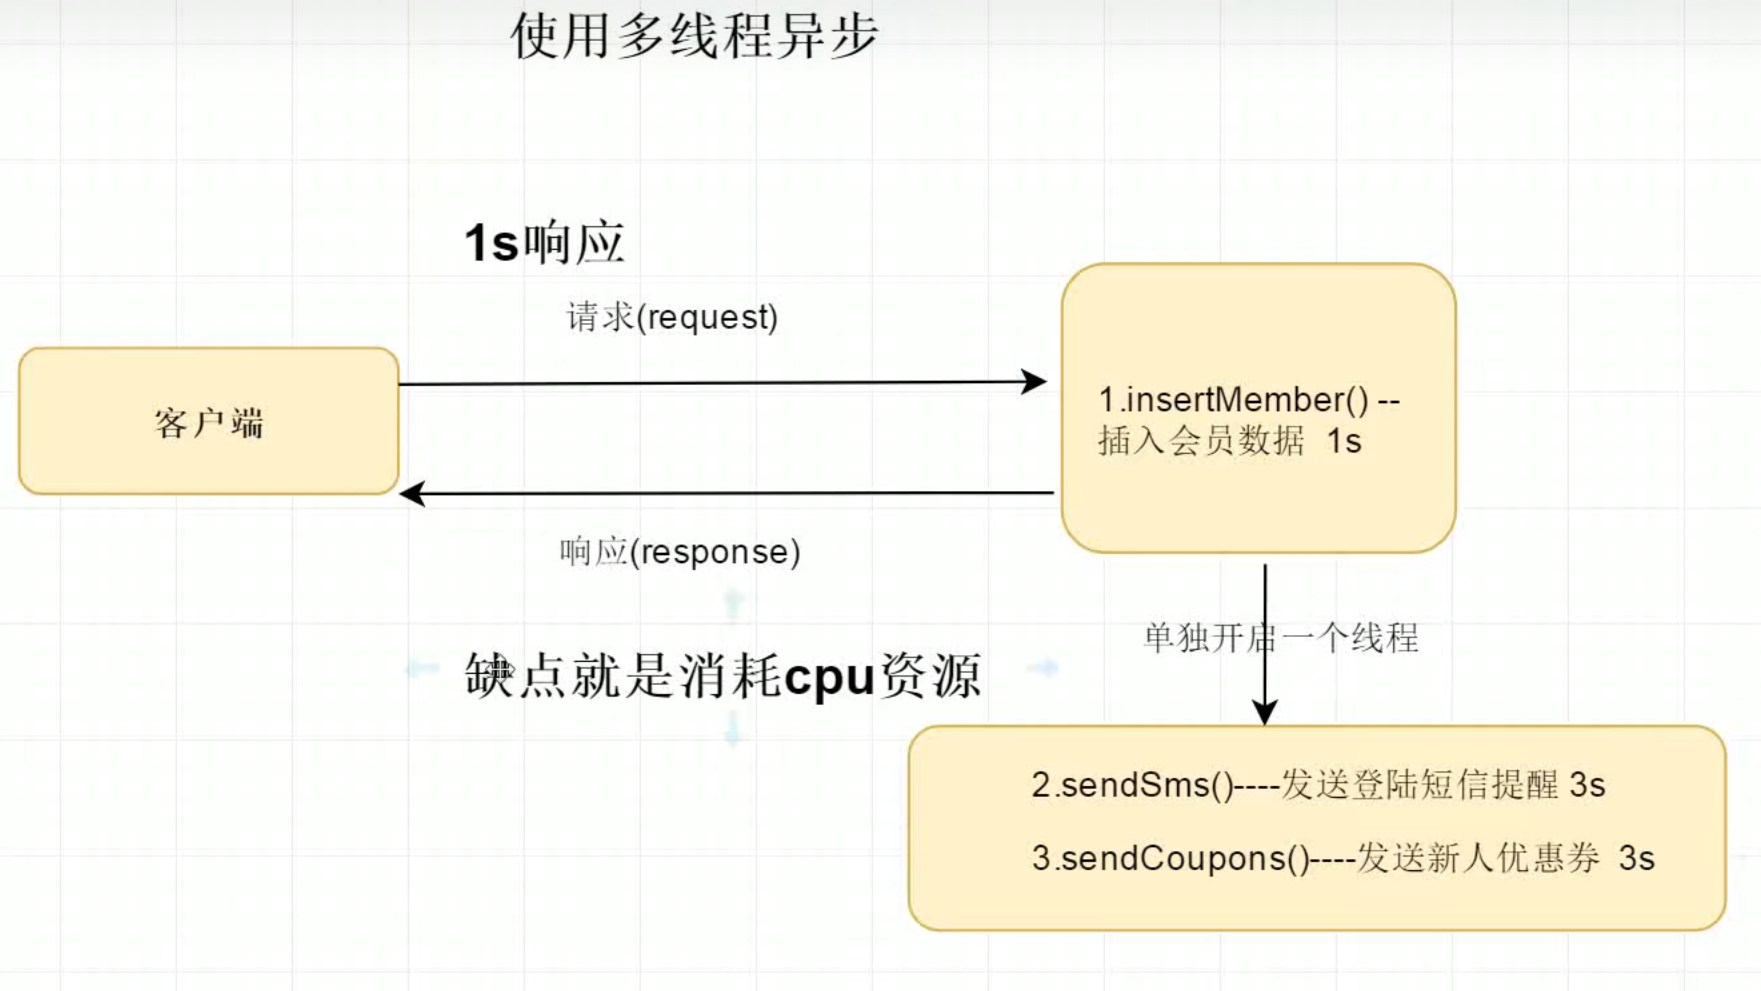 使用多线程异步
1s响应
请求(request)
客户端
1.insertMember() --
插入会员数据  1s
响应(response)
单独开启一个线程
缺点就是消耗cpu资源
2.sendSms()----发送登陆短信提醒 3s
3.sendCoupons()----发送新人优惠券  3s